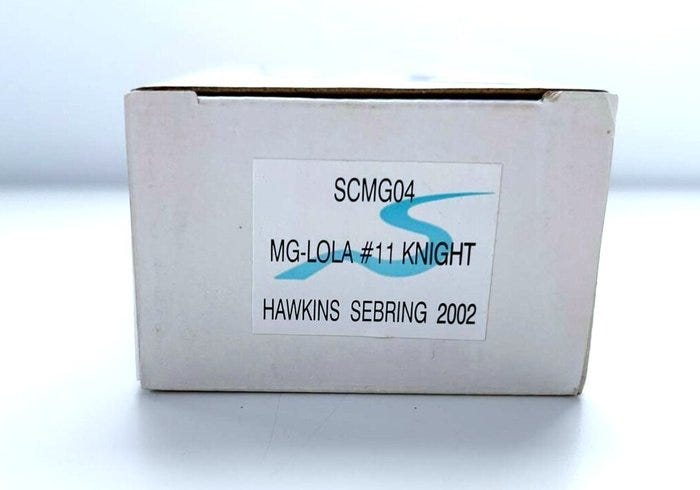 SCMG04
MG-LOLA #11 KNIGHT
HAWKINS SEBRING 2002